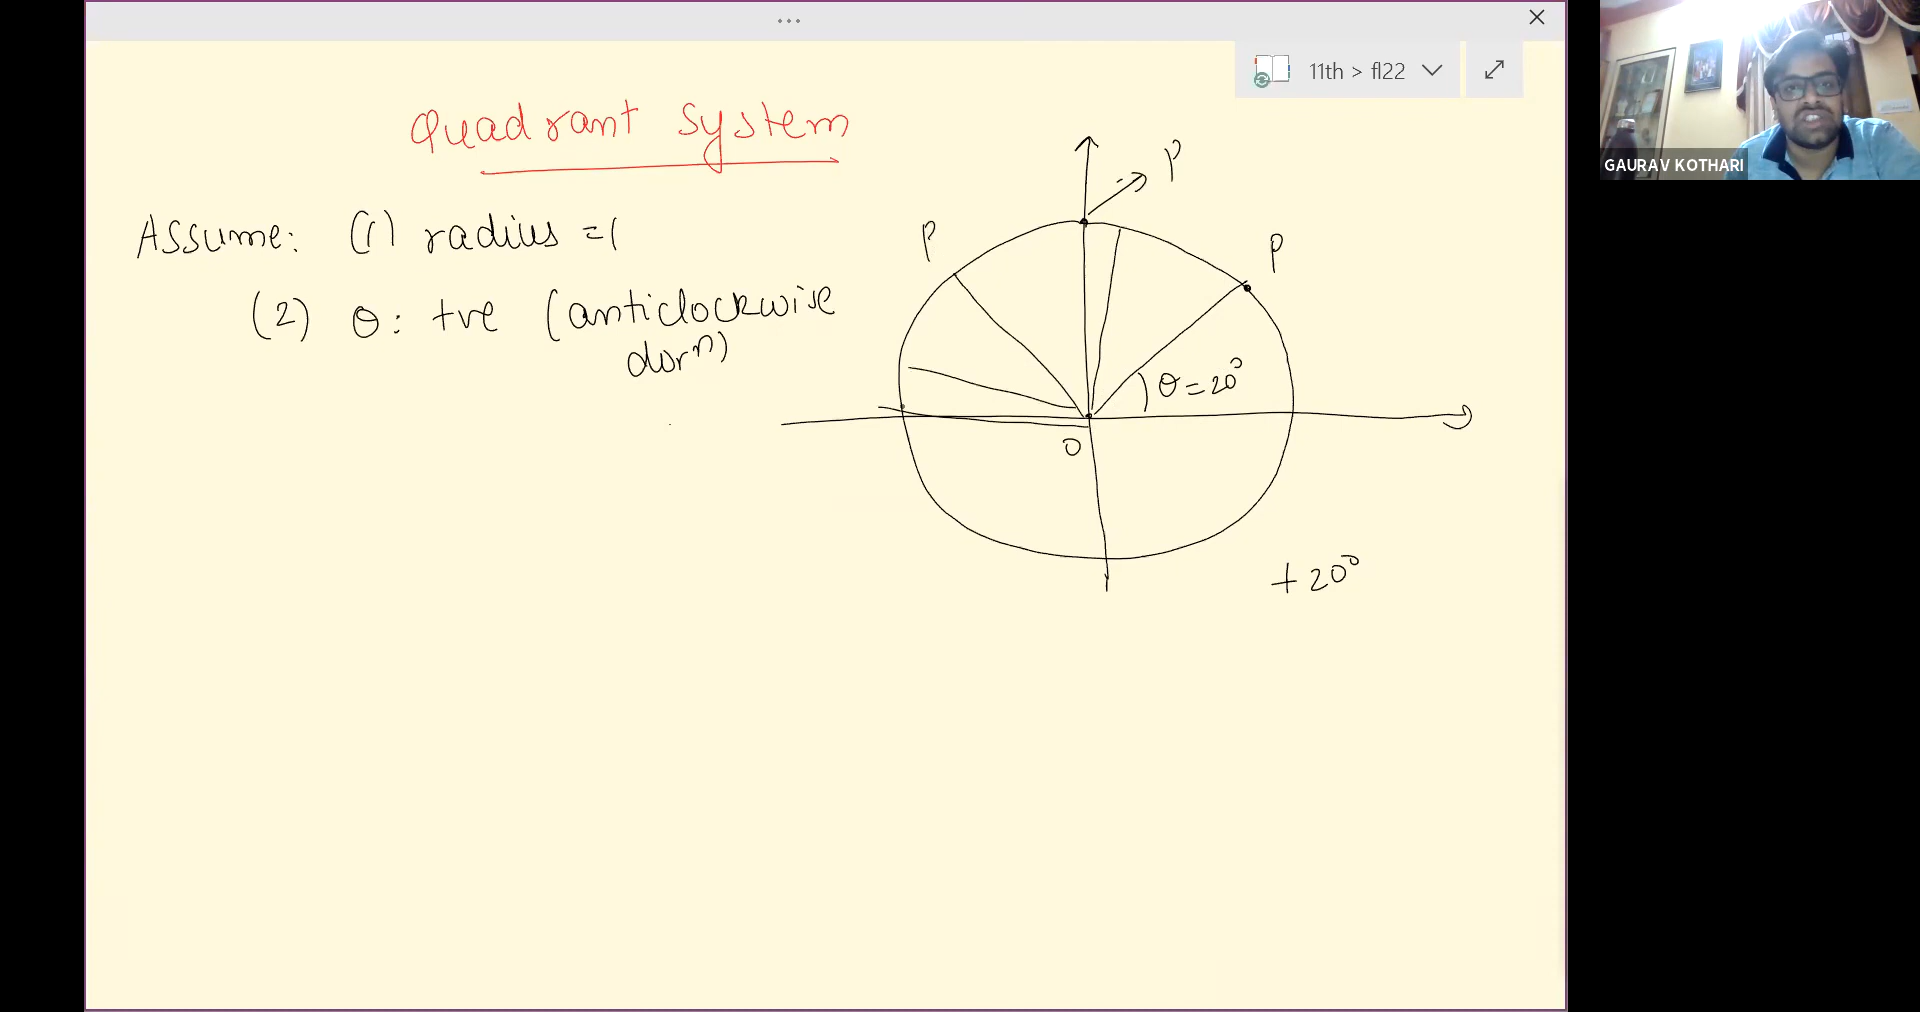 11th > fl22
GAURAV KOTHARI
Quadrant System
Assume: (1) radius = 1
(2) θ: +ve (anticlockwise
dirⁿ)
P
P
P
θ = 20°
O
+20°